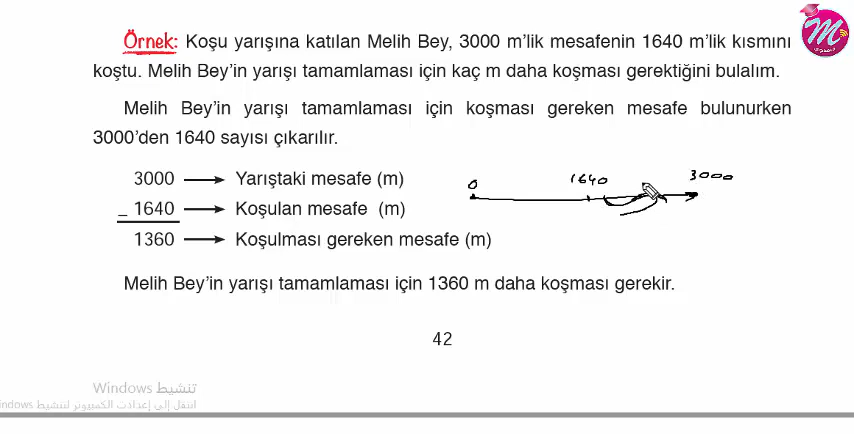 Örnek: Koşu yarışına katılan Melih Bey, 3000 m'lik mesafenin 1640 m'lik kısmını
koştu. Melih Bey'in yarışı tamamlaması için kaç m daha koşması gerektiğini bulalım.
Melih Bey'in yarışı tamamlaması için koşması gereken mesafe bulunurken
3000'den 1640 sayısı çıkarılır.
3000 → Yarıştaki mesafe (m)
0 1640 3000
– 1640 → Koşulan mesafe (m)
1360 → Koşulması gereken mesafe (m)
Melih Bey'in yarışı tamamlaması için 1360 m daha koşması gerekir.
42
تنشيط Windows
انتقل إلى إعدادات الكمبيوتر لتنشيط indows